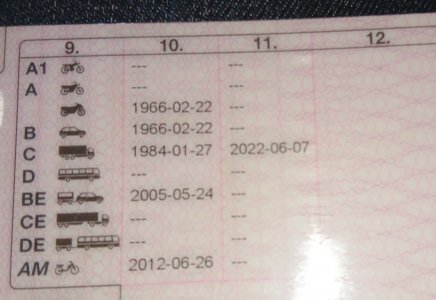 9. 10. 11. 12.
A1 --- ---
A --- ---
1966-02-22 ---
B 1966-02-22 ---
C 1984-01-27 2022-06-07
D --- ---
BE 2005-05-24 ---
CE --- ---
DE --- ---
AM 2012-06-26 ---